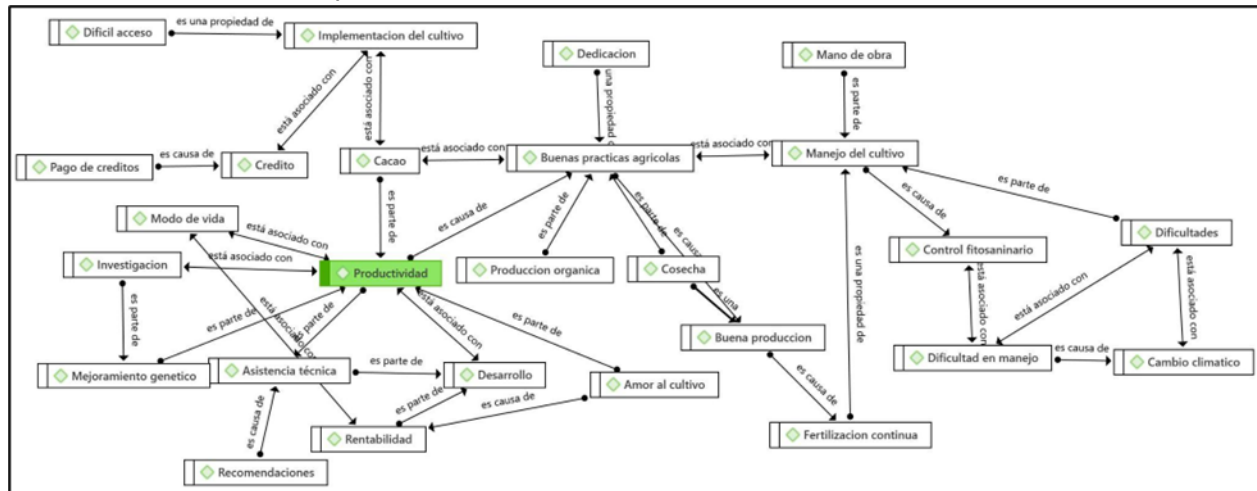 es una propiedad de
Dificil acceso
Implementacion del cultivo
Dedicacion
Mano de obra
está asociado con
está asociado con
una propiedad
es parte de
Pago de creditos
es causa de
Credito
Cacao
está asociado con
Buenas practicas agricolas
está asociado con
Manejo del cultivo
es parte de
Modo de vida
está asociado con
es parte de
es causa de
es parte de
es parte de
es causa de
es causa de
Dificultades
Investigacion
está asociado con
Productividad
Produccion organica
Cosecha
Control fitosaninario
es parte de
es parte de
está asociado con
es parte de
está asociado con
es parte de
es una
Buena produccion
es una propiedad de
está asociado con
está asociado con
está asociado con
Mejoramiento genetico
Asistencia técnica
es parte de
Desarrollo
Amor al cultivo
Dificultad en manejo
es causa de
Cambio climatico
es causa de
es parte de
es causa de
es causa de
Rentabilidad
Fertilizacion continua
Recomendaciones